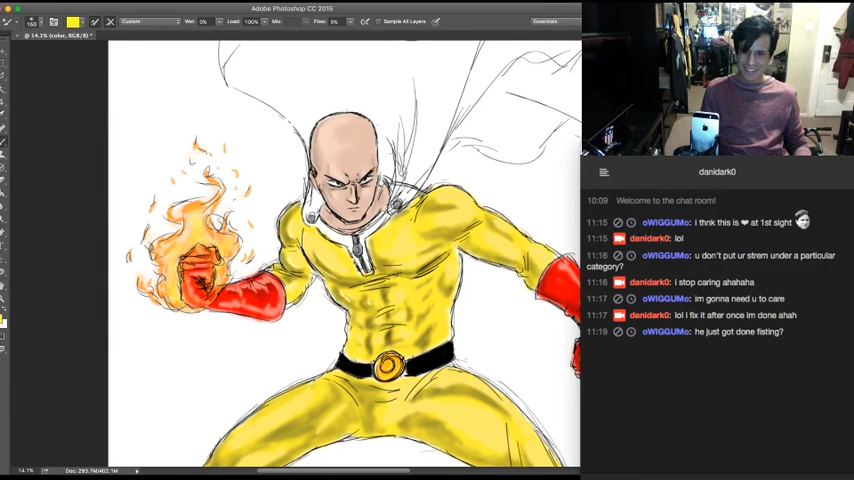 Adobe Photoshop CC 2015
150
Custom
Wet: 0%
Load: 100%
Mix:
Flow: 5%
Sample All Layers
Essentials
@ 14.1% (color, RGB/8) *
danidark0
10:09 Welcome to the chat room!
11:15 oWIGGUMo: i thnk this is ❤ at 1st sight
11:15 danidark0: lol
11:16 oWIGGUMo: u don't put ur strem under a particular
category?
11:16 danidark0: i stop caring ahahaha
11:17 oWIGGUMo: im gonna need u to care
11:17 danidark0: lol i fix it after once im done ahah
11:19 oWIGGUMo: he just got done fisting?
14.1%
Doc: 293.7M/402.1M